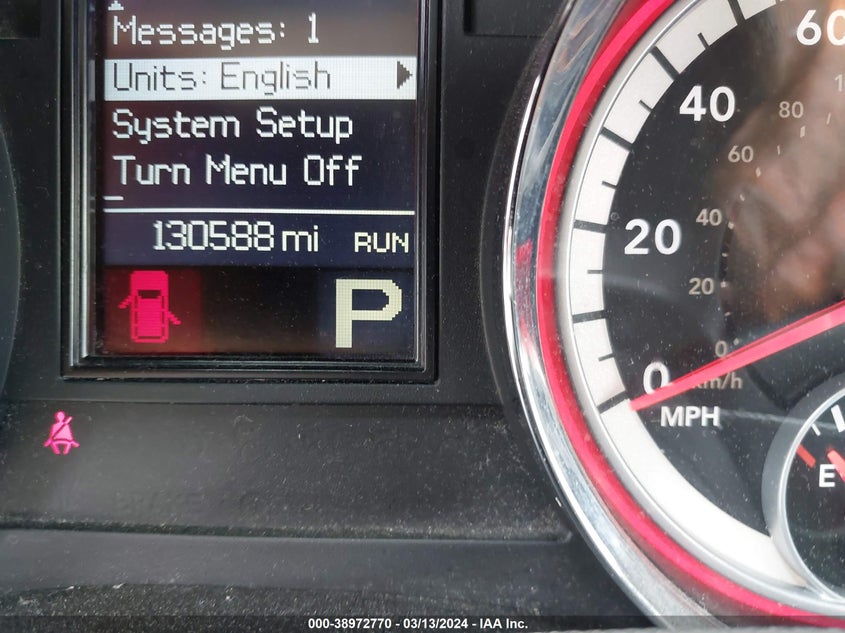 Messages: 1
Units: English
System Setup
Turn Menu Off
130588 mi RUN
P
60
40
20
0
MPH
80
60
40
20
0
km/h
E
000-38972770 - 03/13/2024 - IAA Inc.